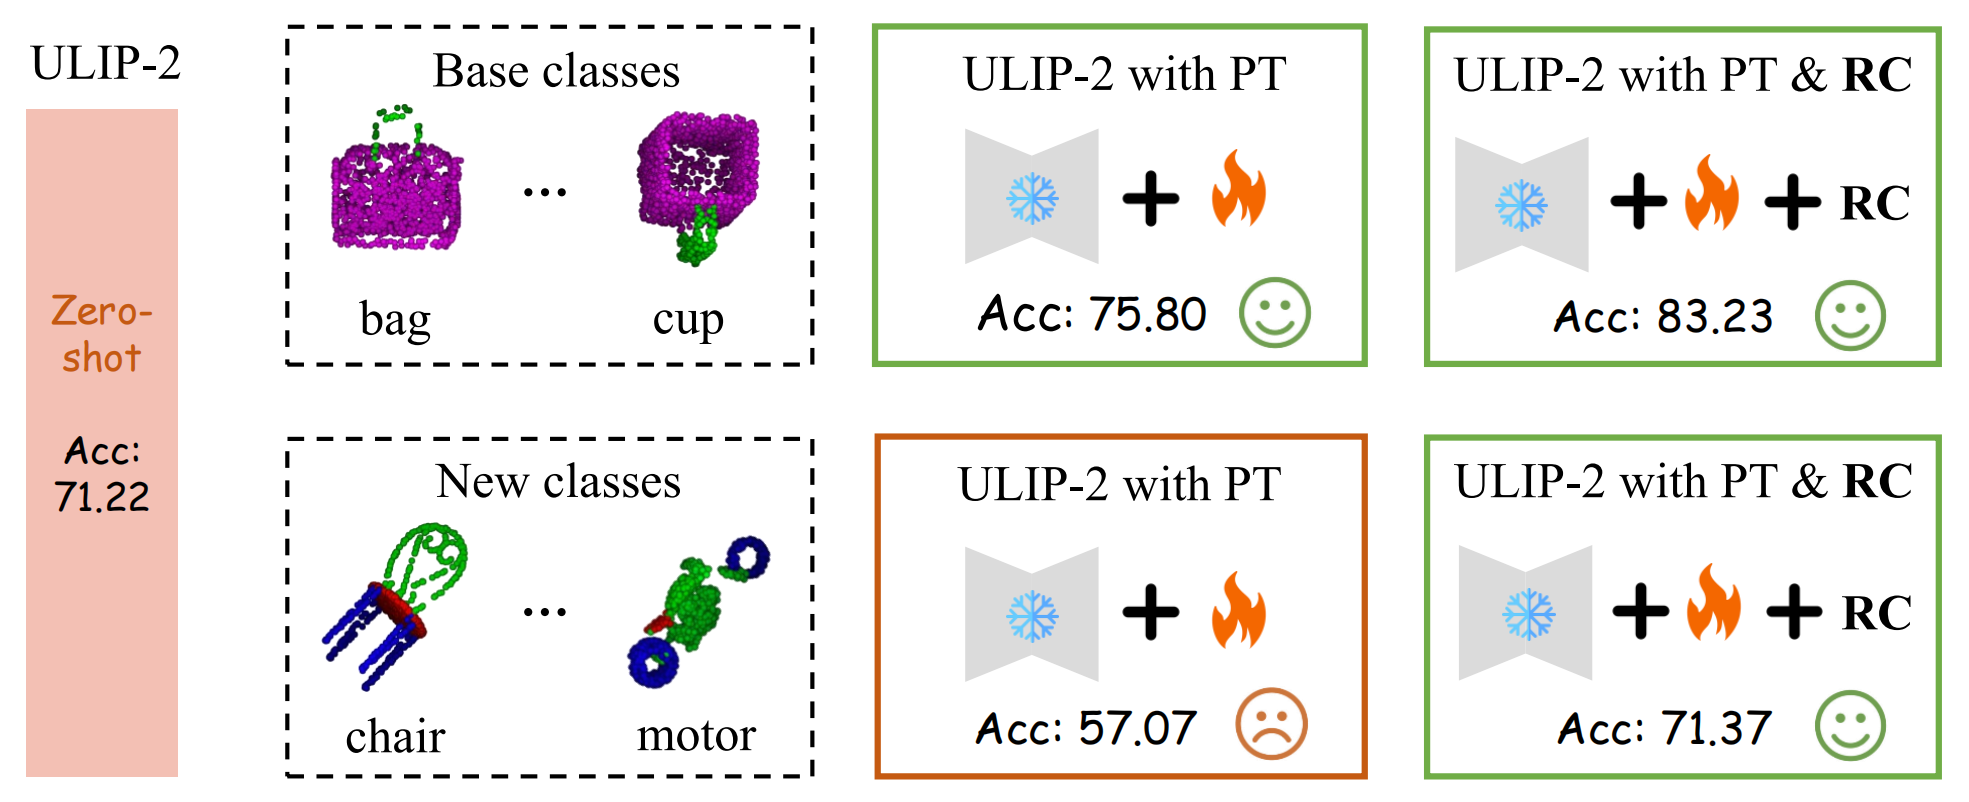 ULIP-2
Zero-
shot
Acc:
71.22
Base classes
...
bag
cup
ULIP-2 with PT
+
Acc: 75.80
ULIP-2 with PT & RC
+ + RC
Acc: 83.23
New classes
...
chair
motor
ULIP-2 with PT
+
Acc: 57.07
ULIP-2 with PT & RC
+ + RC
Acc: 71.37